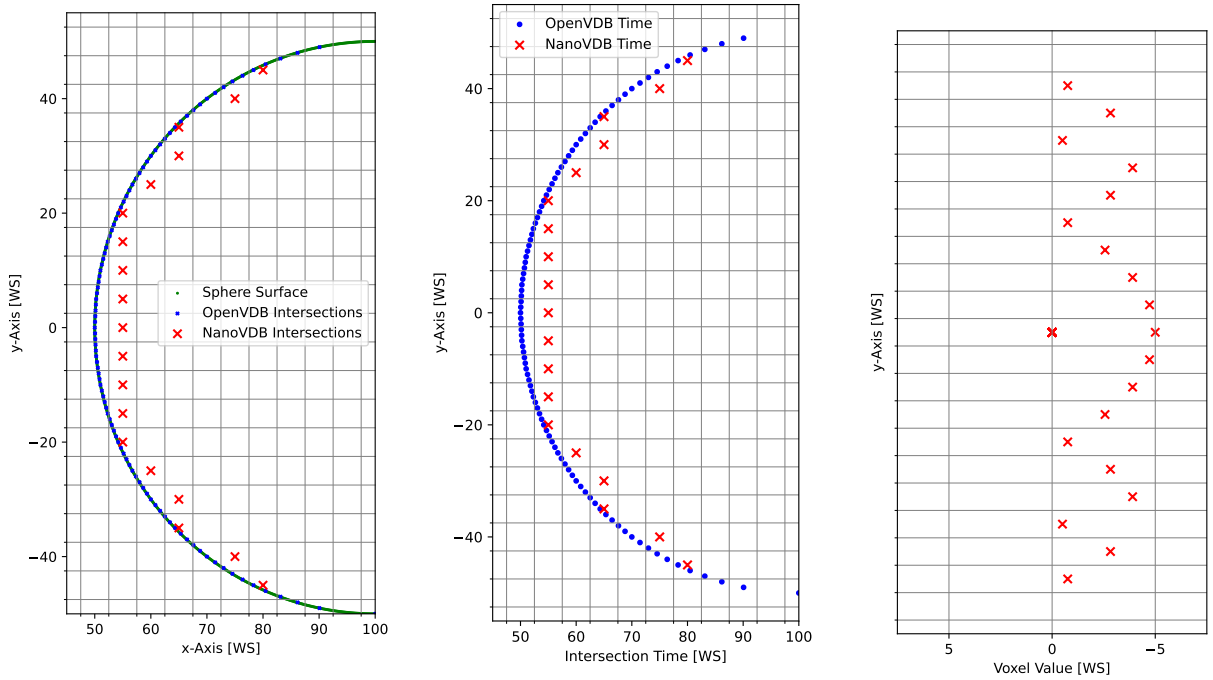 y-Axis [WS]
40
20
0
−20
−40
Sphere Surface
OpenVDB Intersections
NanoVDB Intersections
50 60 70 80 90 100
x-Axis [WS]
OpenVDB Time
NanoVDB Time
y-Axis [WS]
40
20
0
−20
−40
50 60 70 80 90 100
Intersection Time [WS]
y-Axis [WS]
5 0 −5
Voxel Value [WS]